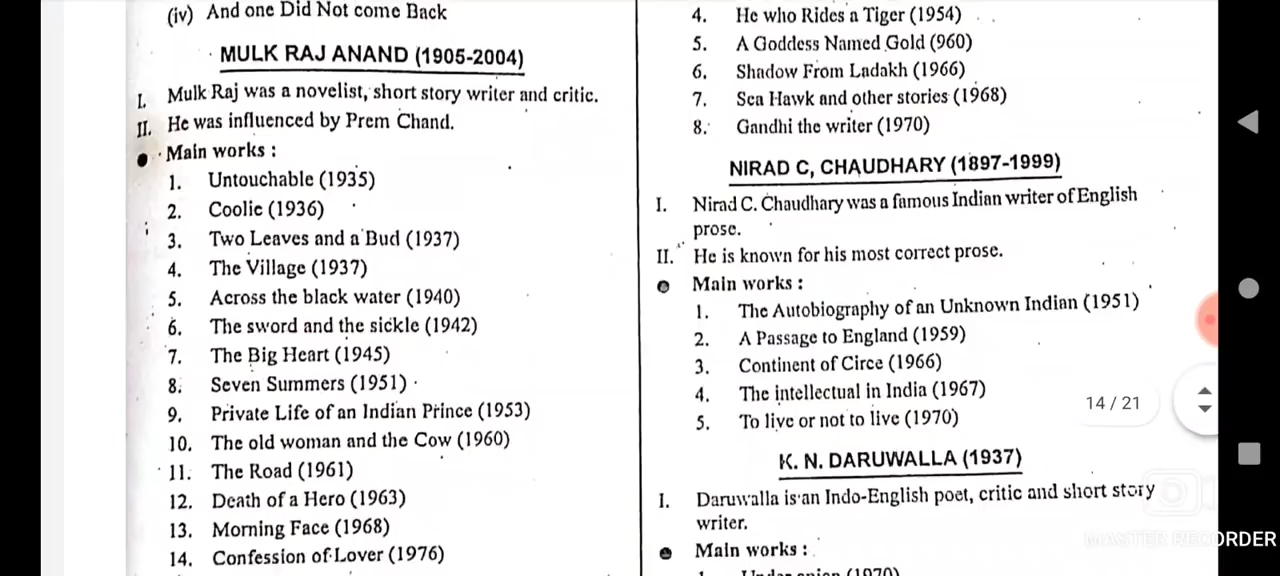 (iv) And one Did Not come Back
MULK RAJ ANAND (1905-2004)
I. Mulk Raj was a novelist, short story writer and critic.
II. He was influenced by Prem Chand.
● Main works :
1. Untouchable (1935)
2. Coolie (1936)
3. Two Leaves and a Bud (1937)
4. The Village (1937)
5. Across the black water (1940)
6. The sword and the sickle (1942)
7. The Big Heart (1945)
8. Seven Summers (1951)
9. Private Life of an Indian Prince (1953)
10. The old woman and the Cow (1960)
11. The Road (1961)
12. Death of a Hero (1963)
13. Morning Face (1968)
14. Confession of Lover (1976)
4. He who Rides a Tiger (1954)
5. A Goddess Named Gold (960)
6. Shadow From Ladakh (1966)
7. Sea Hawk and other stories (1968)
8. Gandhi the writer (1970)
NIRAD C, CHAUDHARY (1897-1999)
I. Nirad C. Chaudhary was a famous Indian writer of English
prose.
II. He is known for his most correct prose.
● Main works :
1. The Autobiography of an Unknown Indian (1951)
2. A Passage to England (1959)
3. Continent of Circe (1966)
4. The intellectual in India (1967)
5. To live or not to live (1970)
K. N. DARUWALLA (1937)
I. Daruwalla is an Indo-English poet, critic and short story
writer.
● Main works :
14 / 21
MASTER RECORDER